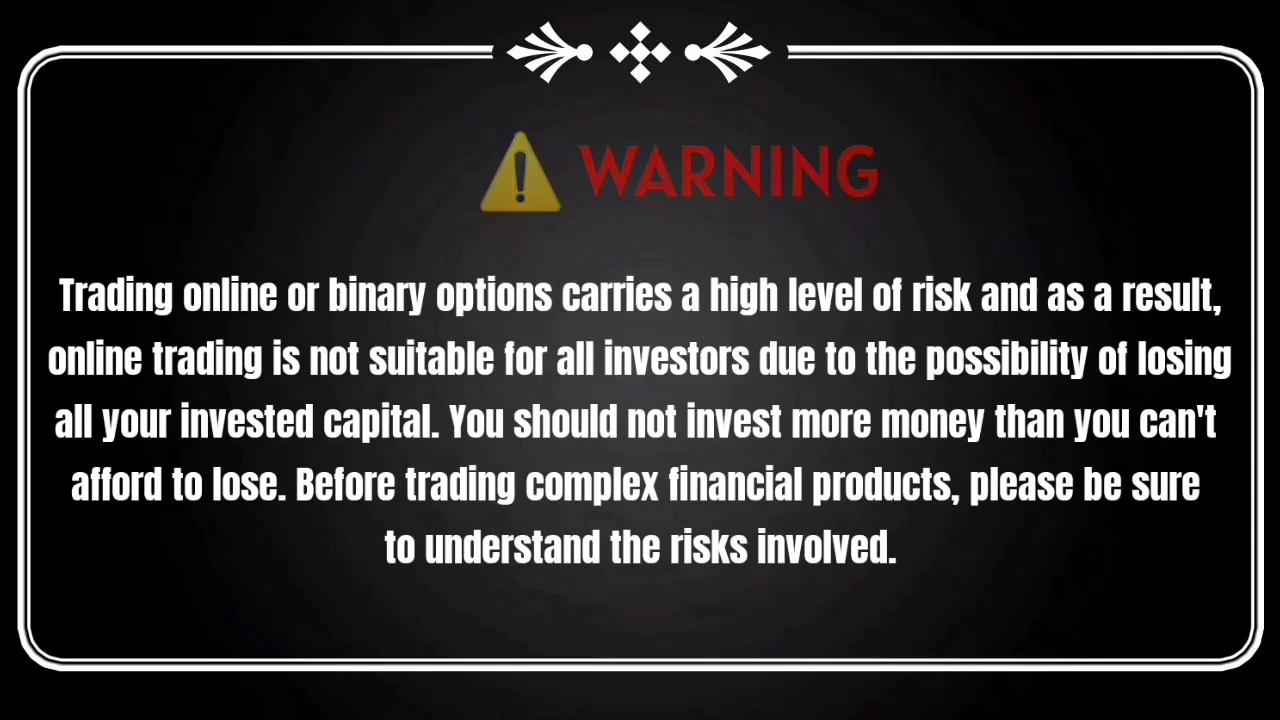 ⚠️ WARNING
Trading online or binary options carries a high level of risk and as a result,
online trading is not suitable for all investors due to the possibility of losing
all your invested capital. You should not invest more money than you can't
afford to lose. Before trading complex financial products, please be sure
to understand the risks involved.